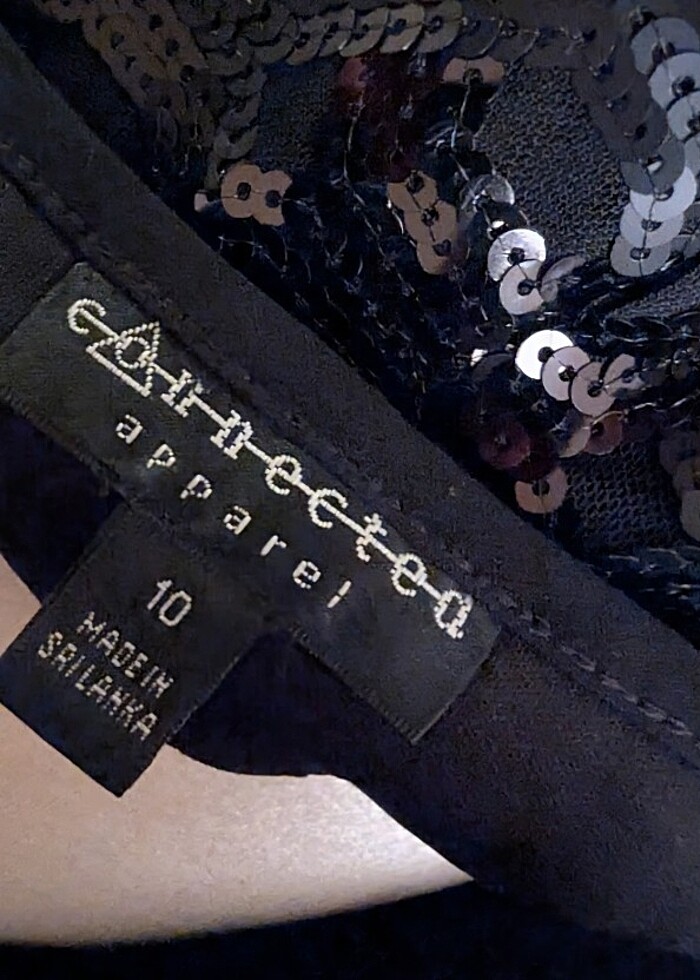 connected
apparel
10
MADE IN
SRI LANKA